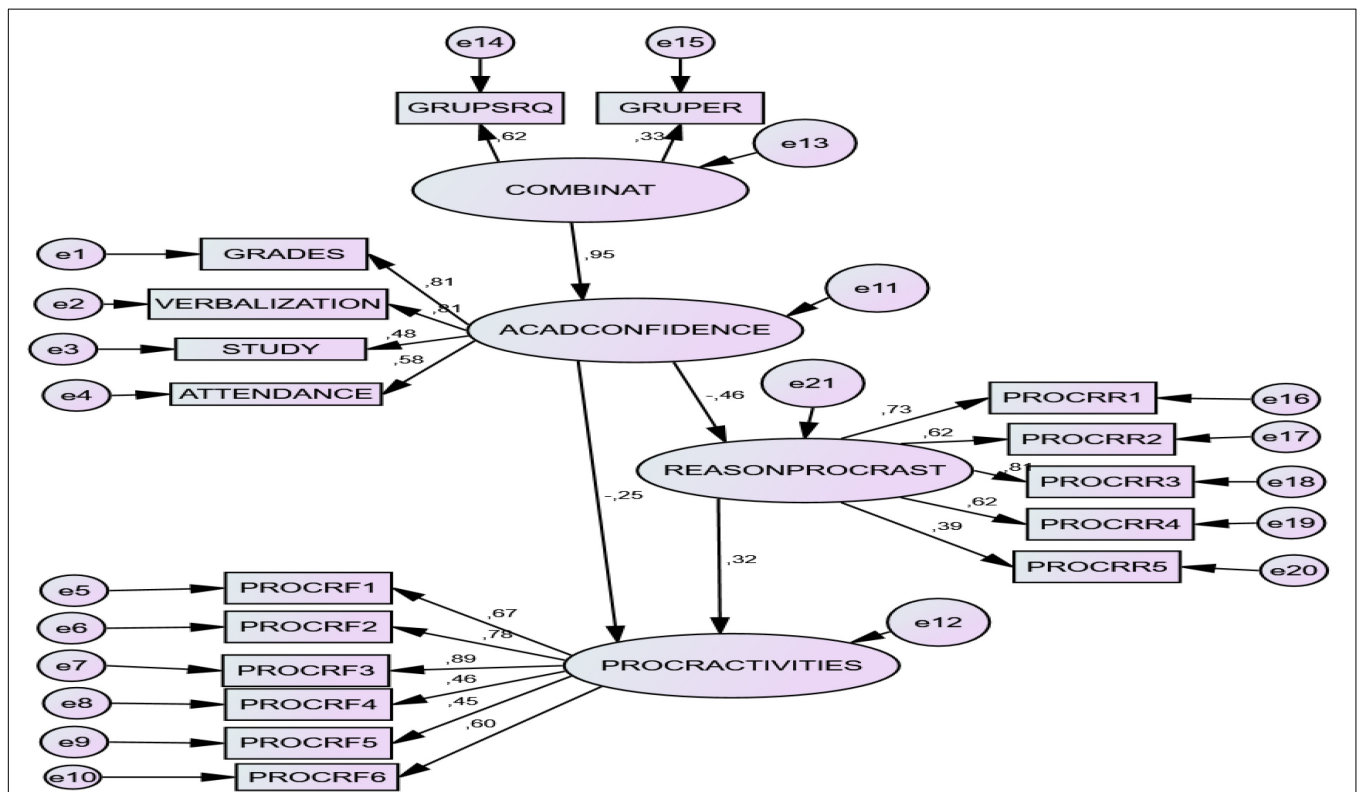 e14
e15
GRUPSRQ
GRUPER
,62
,33
e13
COMBINAT
,95
e1
GRADES
,81
e2
VERBALIZATION
,81
e3
STUDY
,48
e4
ATTENDANCE
,58
ACADCONFIDENCE
e11
-,46
e21
-,25
REASONPROCRAST
,73
PROCRR1
e16
,62
PROCRR2
e17
,81
PROCRR3
e18
,62
PROCRR4
e19
,39
PROCRR5
e20
,32
e5
PROCRF1
,67
e6
PROCRF2
,78
e7
PROCRF3
,89
e8
PROCRF4
,46
e9
PROCRF5
,45
e10
PROCRF6
,60
PROCRACTIVITIES
e12